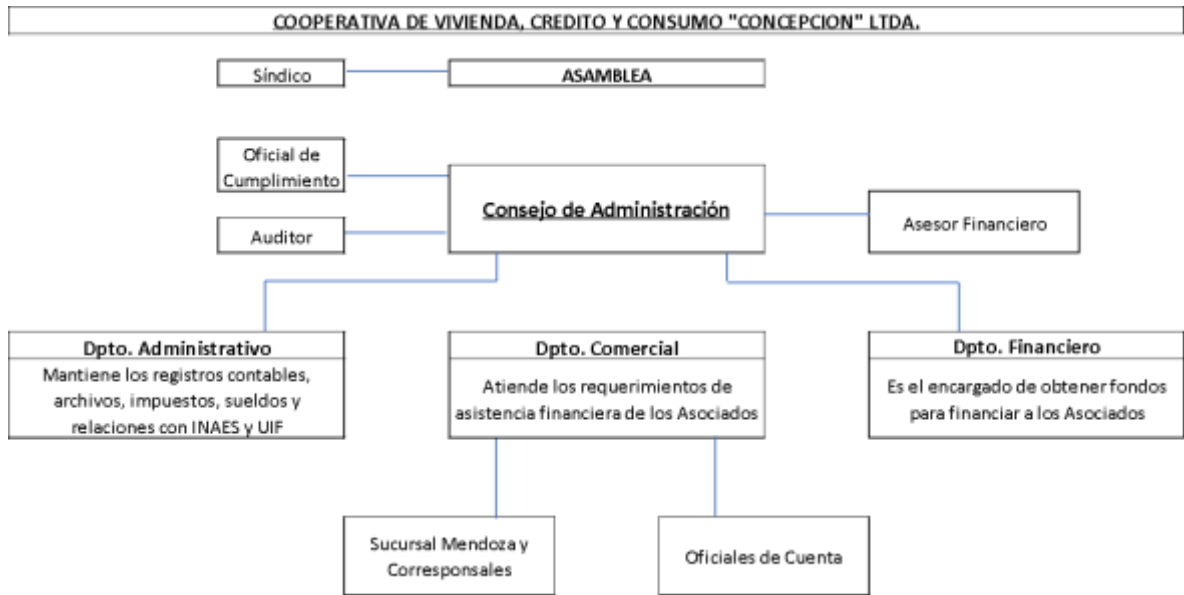 COOPERATIVA DE VIVIENDA, CREDITO Y CONSUMO "CONCEPCION" LTDA.
Síndico
ASAMBLEA
Oficial de
Cumplimiento
Consejo de Administración
Auditor
Asesor Financiero
Dpto. Administrativo
Mantiene los registros contables,
archivos, impuestos, sueldos y
relaciones con INAES y UIF
Dpto. Comercial
Atiende los requerimientos de
asistencia financiera de los Asociados
Dpto. Financiero
Es el encargado de obtener fondos
para financiar a los Asociados
Sucursal Mendoza y
Corresponsales
Oficiales de Cuenta